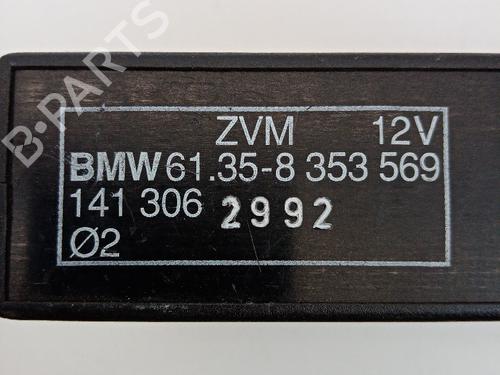 B-PARTS
ZVM 12V
BMW 61.35-8 353 569
141 306 2992
Ø2